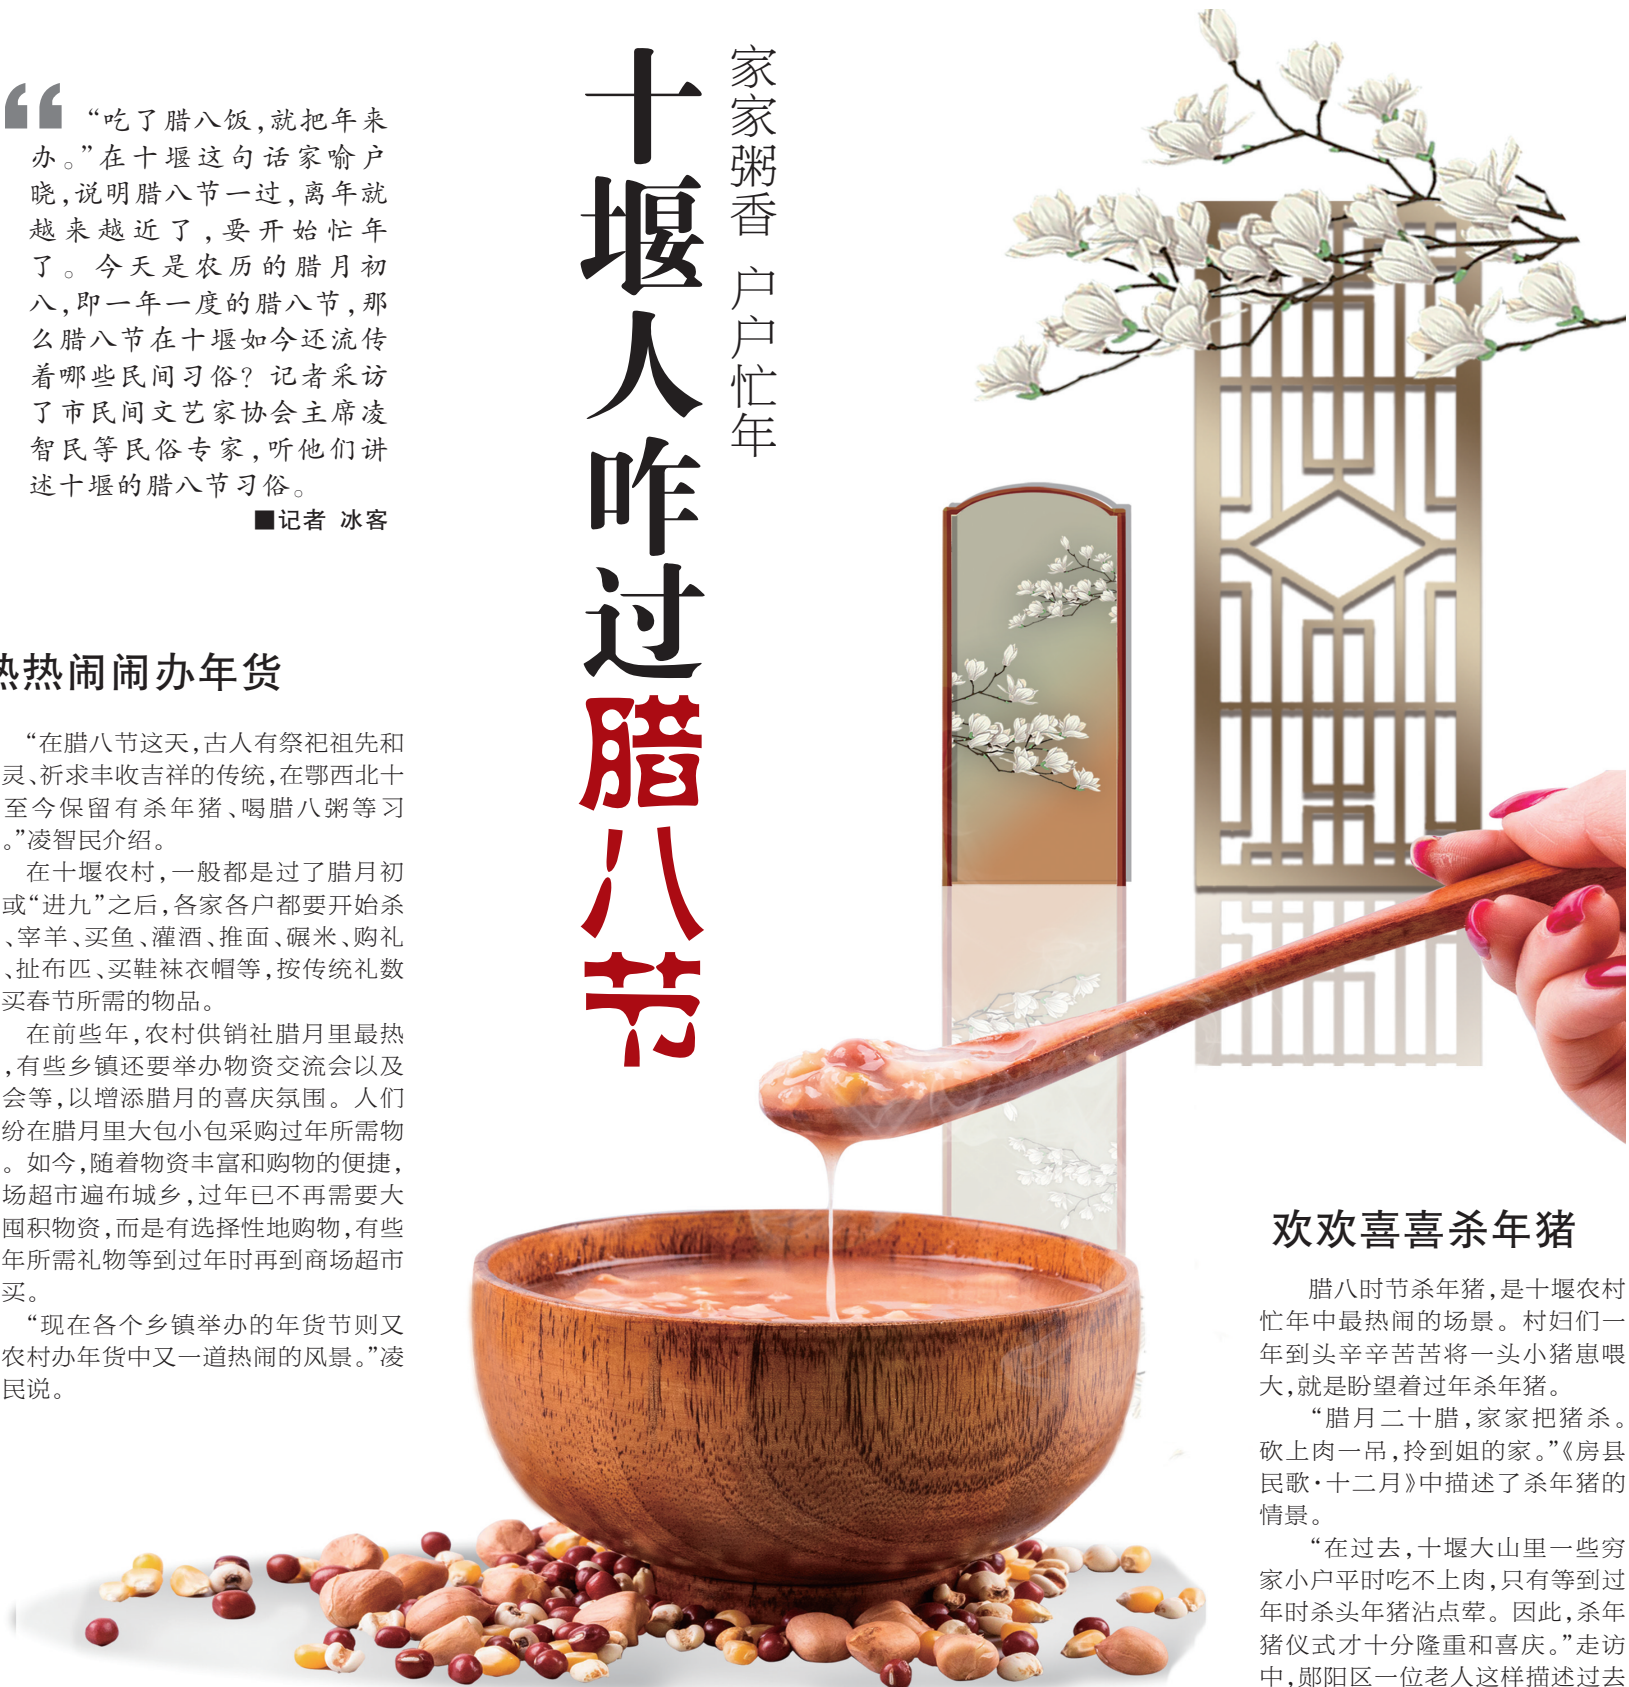 家家粥香 户户忙年
十堰人咋过腊八节
“吃了腊八饭,就把年来
办。”在十堰这句话家喻户
晓,说明腊八节一过,离年就
越来越近了,要开始忙年
了。今天是农历的腊月初
八,即一年一度的腊八节,那
么腊八节在十堰如今还流传
着哪些民间习俗?记者采访
了市民间文艺家协会主席凌
智民等民俗专家,听他们讲
述十堰的腊八节习俗。
■记者 冰客
热热闹闹办年货
“在腊八节这天,古人有祭祀祖先和
灵、祈求丰收吉祥的传统,在鄂西北十
至今保留有杀年猪、喝腊八粥等习
。”凌智民介绍。
在十堰农村,一般都是过了腊月初
或“进九”之后,各家各户都要开始杀
、宰羊、买鱼、灌酒、推面、碾米、购礼
、扯布匹、买鞋袜衣帽等,按传统礼数
买春节所需的物品。
在前些年,农村供销社腊月里最热
,有些乡镇还要举办物资交流会以及
会等,以增添腊月的喜庆氛围。人们
纷在腊月里大包小包采购过年所需物
。如今,随着物资丰富和购物的便捷,
场超市遍布城乡,过年已不再需要大
囤积物资,而是有选择性地购物,有些
年所需礼物等到过年时再到商场超市
买。
“现在各个乡镇举办的年货节则又
农村办年货中又一道热闹的风景。”凌
民说。
欢欢喜喜杀年猪
腊八时节杀年猪,是十堰农村
忙年中最热闹的场景。村妇们一
年到头辛辛苦苦将一头小猪崽喂
大,就是盼望着过年杀年猪。
“腊月二十腊,家家把猪杀。
砍上肉一吊,拎到姐的家。”《房县
民歌·十二月》中描述了杀年猪的
情景。
“在过去,十堰大山里一些穷
家小户平时吃不上肉,只有等到过
年时杀头年猪沾点荤。因此,杀年
猪仪式才十分隆重和喜庆。”走访
中,郧阳区一位老人这样描述过去